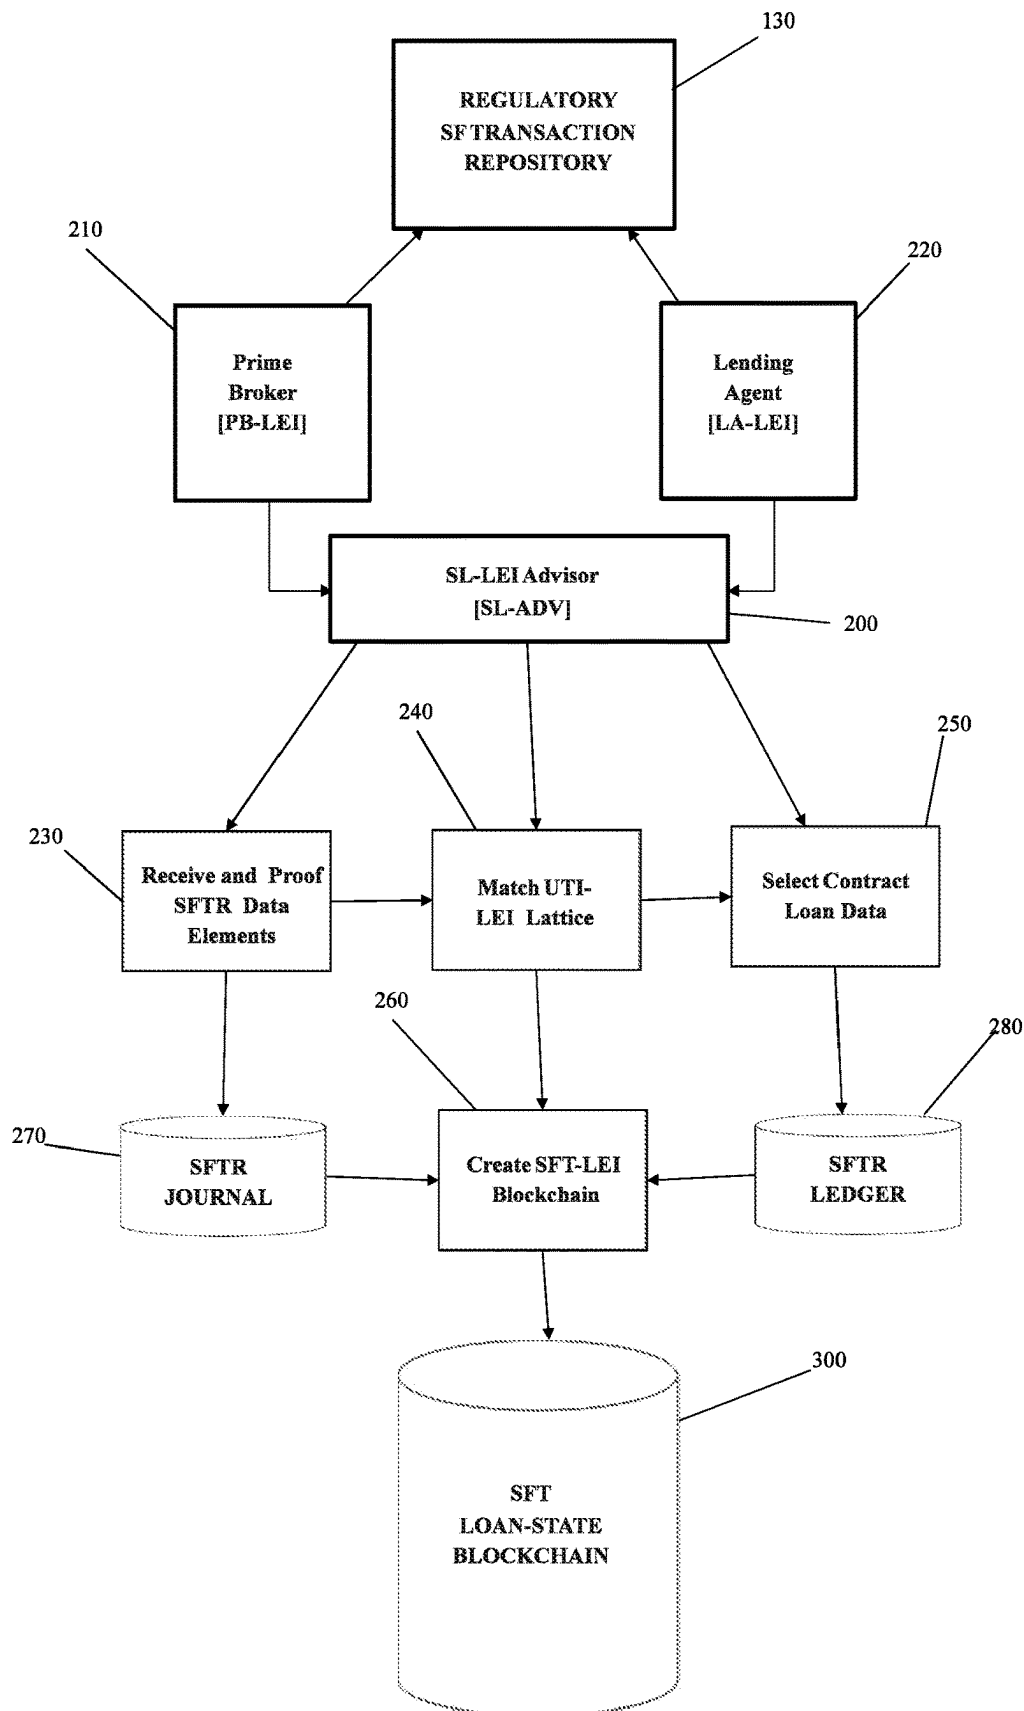 130
REGULATORY
SF TRANSACTION
REPOSITORY
210
220
Prime
Broker
[PB-LEI]
Lending
Agent
[LA-LEI]
SL-LEI Advisor
[SL-ADV]
200
240
250
230
Receive and Proof
SFTR Data
Elements
Match UTI-
LEI Lattice
Select Contract
Loan Data
260
280
270
SFTR
JOURNAL
Create SFT-LEI
Blockchain
SFTR
LEDGER
300
SFT
LOAN-STATE
BLOCKCHAIN